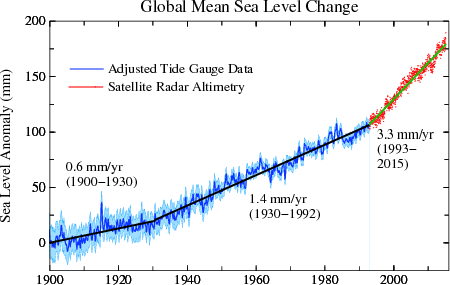 Global Mean Sea Level Change
Sea Level Anomaly (mm)
200
150
100
50
0
Adjusted Tide Gauge Data
Satellite Radar Altimetry
0.6 mm/yr
(1900–1930)
1.4 mm/yr
(1930–1992)
3.3 mm/yr
(1993–
2015)
1900
1920
1940
1960
1980
2000